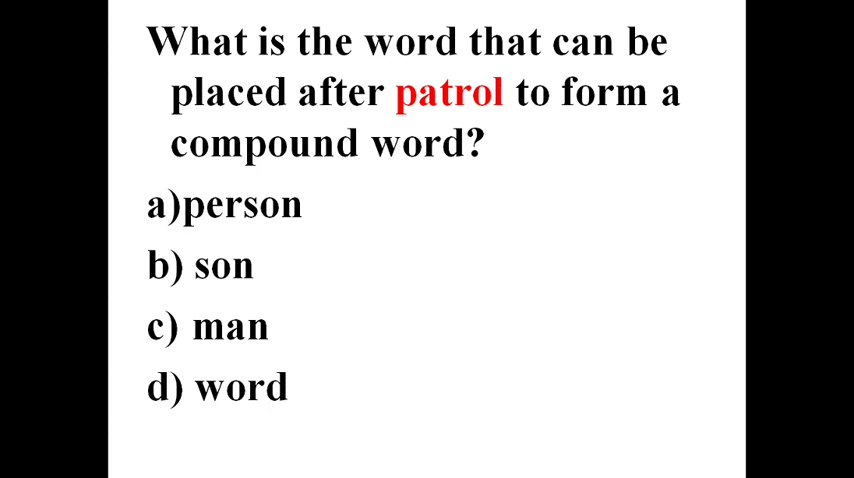 What is the word that can be
placed after patrol to form a
compound word?
a)person
b) son
c) man
d) word